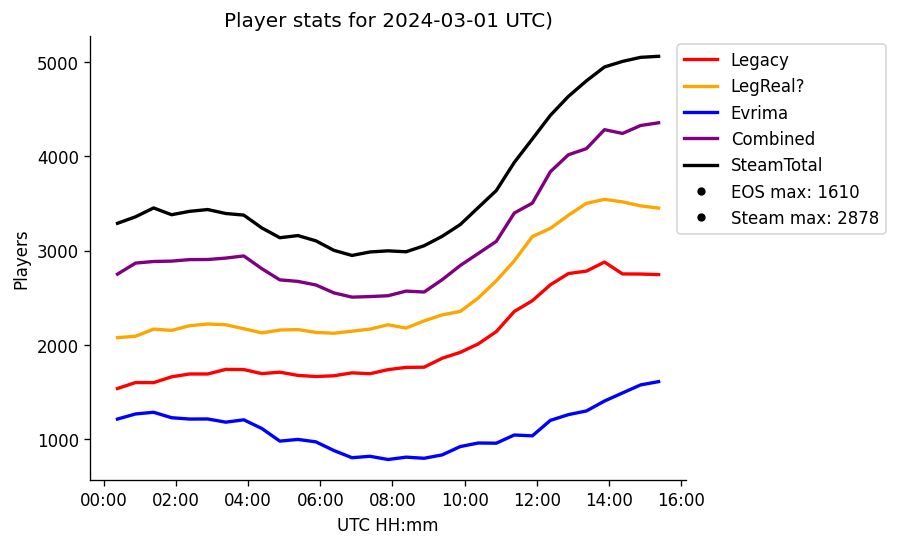 Player stats for 2024-03-01 UTC)
Legacy
LegReal?
Evrima
Combined
SteamTotal
EOS max: 1610
Steam max: 2878
Players
5000
4000
3000
2000
1000
00:00 02:00 04:00 06:00 08:00 10:00 12:00 14:00 16:00
UTC HH:mm